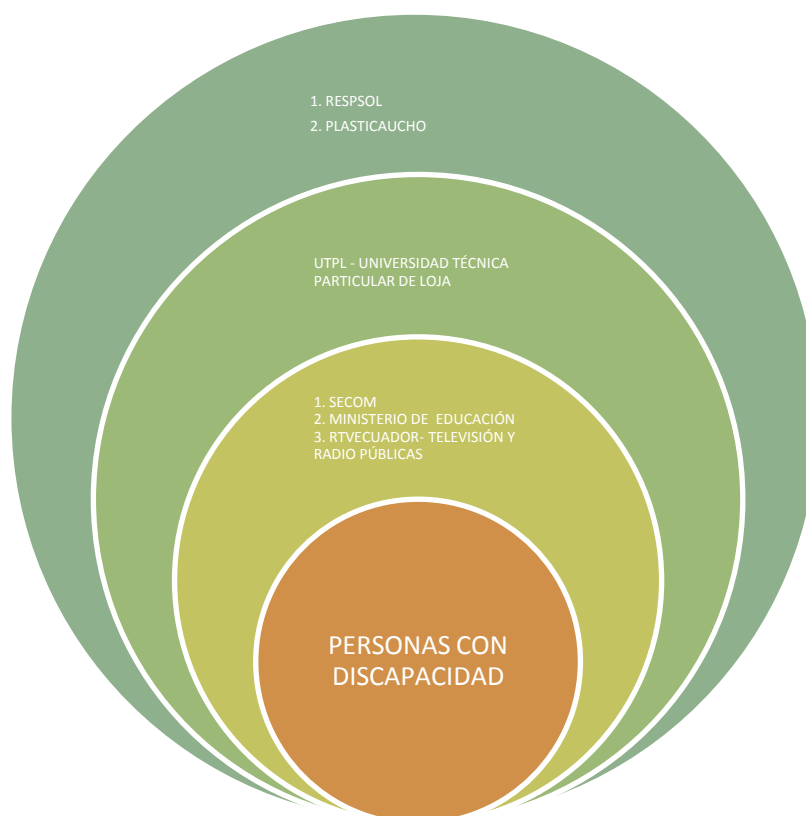 1. RESPSOL
2. PLASTICAUCHO
UTPL - UNIVERSIDAD TÉCNICA
PARTICULAR DE LOJA
1. SECOM
2. MINISTERIO DE EDUCACIÓN
3. RTVECUADOR- TELEVISIÓN Y
RADIO PÚBLICAS
PERSONAS CON
DISCAPACIDAD